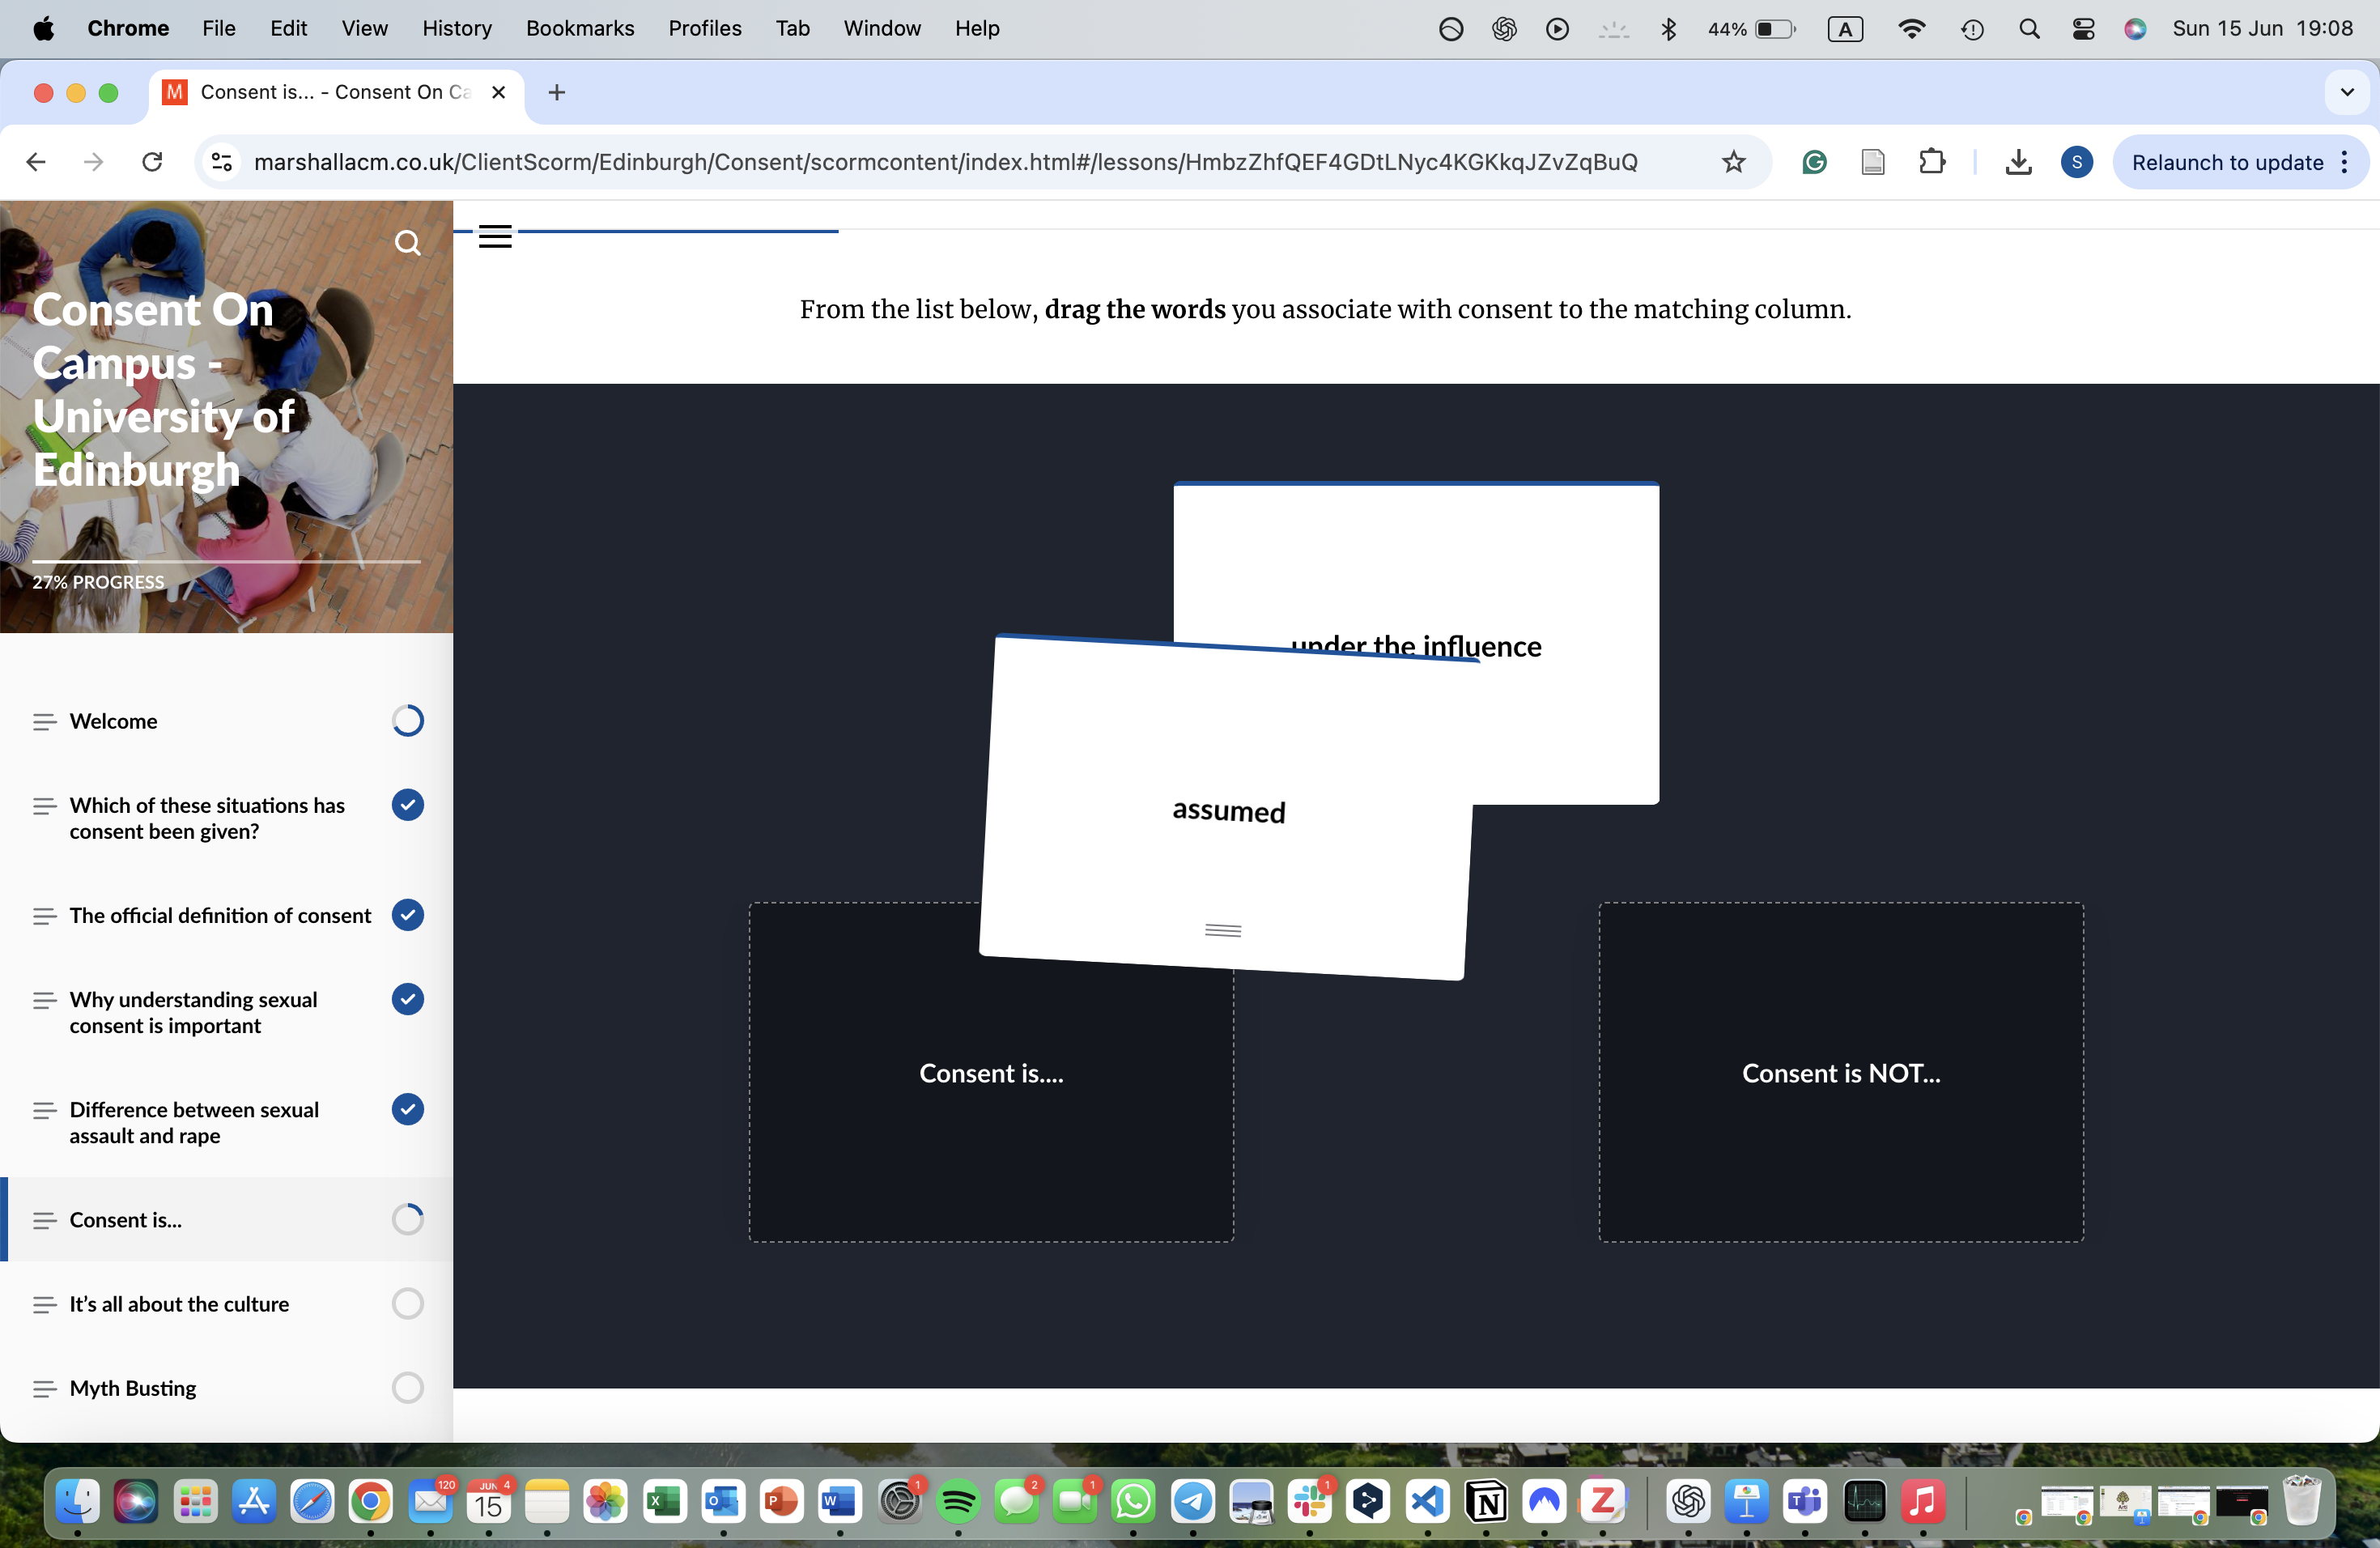 Chrome File Edit View History Bookmarks Profiles Tab Window Help 44% A Sun 15 Jun 19:08
M Consent is... - Consent On Ca
marshallacm.co.uk/ClientScorm/Edinburgh/Consent/scormcontent/index.html#/lessons/HmbzZhfQEF4GDtLNyc4KGKkqJZvZqBuQ S Relaunch to update
Consent On
Campus -
University of
Edinburgh
27% PROGRESS
Welcome
Which of these situations has
consent been given?
The official definition of consent
Why understanding sexual
consent is important
Difference between sexual
assault and rape
Consent is...
It's all about the culture
Myth Busting
From the list below, drag the words you associate with consent to the matching column.
under the influence
assumed
Consent is....
Consent is NOT...
120 JUN 4 15 1 2 1 1